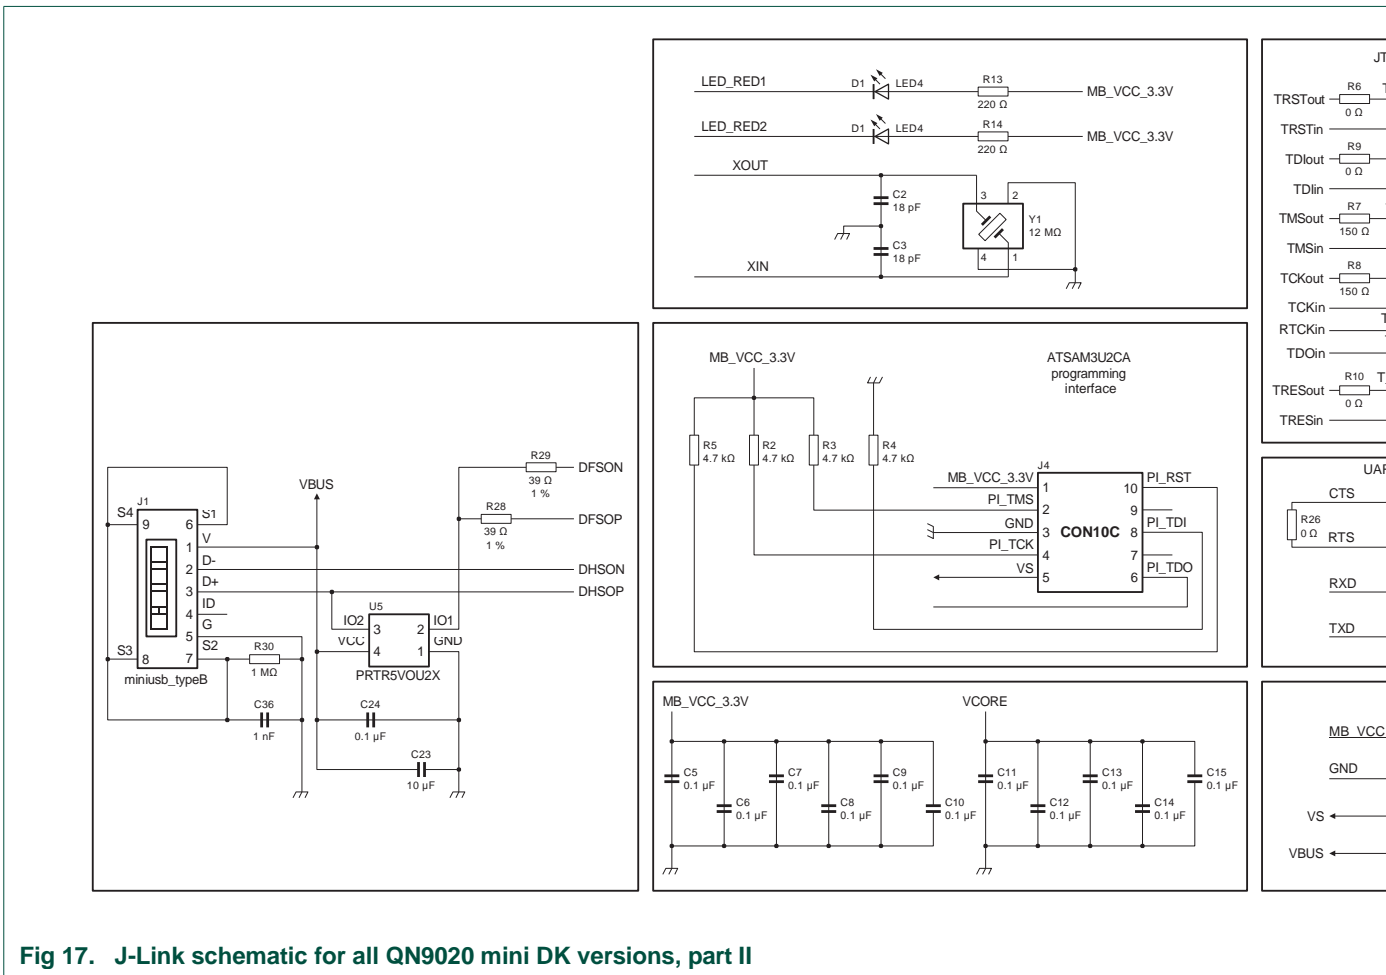 LED_RED1
D1
LED4
R13
220 Ω
MB_VCC_3.3V
LED_RED2
D1
LED4
R14
220 Ω
MB_VCC_3.3V
XOUT
C2
18 pF
C3
18 pF
XIN
3
2
4
1
Y1
12 MΩ
JT
TRSTout
R6
0 Ω
TRSTin
TDIout
R9
0 Ω
TDIin
TMSout
R7
150 Ω
TMSin
TCKout
R8
150 Ω
TCKin
RTCKin
TDOin
TRESout
R10
0 Ω
TRESin
J1
S4
9
6
S1
1
V
2
D-
3
D+
4
ID
5
G
S3
8
7
S2
miniusb_typeB
VBUS
R30
1 MΩ
C36
1 nF
R29
39 Ω
1 %
DFSON
R28
39 Ω
1 %
DFSOP
DHSON
DHSOP
U5
IO2
3
2
IO1
VCC
4
1
GND
PRTR5VOU2X
C24
0.1 µF
C23
10 µF
MB_VCC_3.3V
ATSAM3U2CA
programming
interface
R5
4.7 kΩ
R2
4.7 kΩ
R3
4.7 kΩ
R4
4.7 kΩ
J4
CON10C
MB_VCC_3.3V
1
PI_TMS
2
GND
3
PI_TCK
4
VS
5
10
PI_RST
9
8
PI_TDI
7
6
PI_TDO
UAR
CTS
R26
0 Ω
RTS
RXD
TXD
MB_VCC_3.3V
C5
0.1 µF
C6
0.1 µF
C7
0.1 µF
C8
0.1 µF
C9
0.1 µF
C10
0.1 µF
VCORE
C11
0.1 µF
C12
0.1 µF
C13
0.1 µF
C14
0.1 µF
C15
0.1 µF
MB_VCC
GND
VS
VBUS
Fig 17. J-Link schematic for all QN9020 mini DK versions, part II